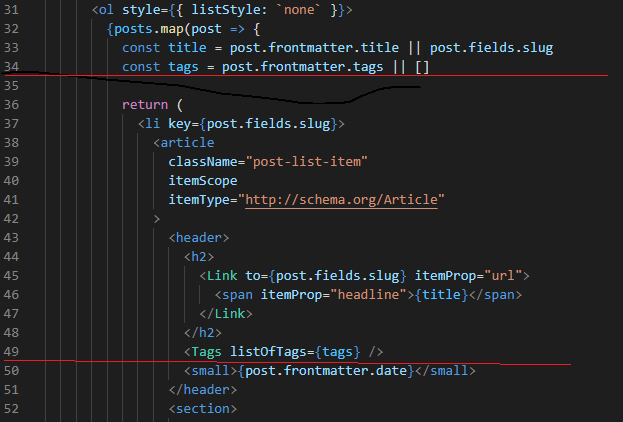 31 <ol style={{ listStyle: `none` }}>
32 {posts.map(post => {
33 const title = post.frontmatter.title || post.fields.slug
34 const tags = post.frontmatter.tags || []
35
36 return (
37 <li key={post.fields.slug}>
38 <article
39 className="post-list-item"
40 itemScope
41 itemType="http://schema.org/Article"
42 >
43 <header>
44 <h2>
45 <Link to={post.fields.slug} itemProp="url">
46 <span itemProp="headline">{title}</span>
47 </Link>
48 </h2>
49 <Tags listOfTags={tags} />
50 <small>{post.frontmatter.date}</small>
51 </header>
52 <section>